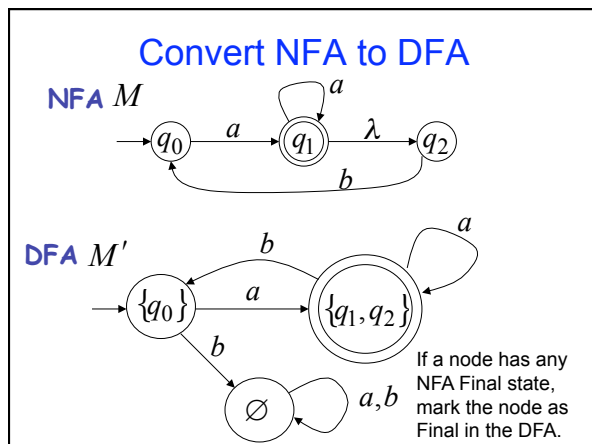 Convert NFA to DFA
NFA M
a
q₀
a
q₁
λ
q₂
b
DFA M′
b
a
{q₀}
a
{q₁, q₂}
b
∅
a,b
If a node has any
NFA Final state,
mark the node as
Final in the DFA.